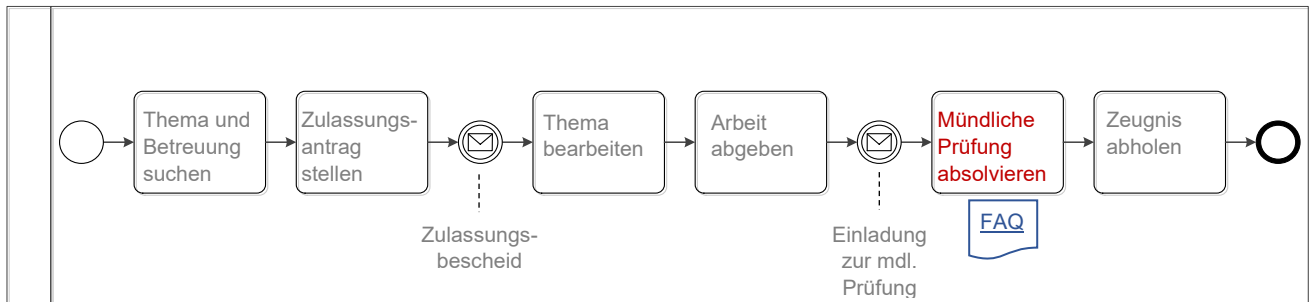 Thema und
Betreuung
suchen
Zulassungs-
antrag
stellen
Zulassungs-
bescheid
Thema
bearbeiten
Arbeit
abgeben
Einladung
zur mdl.
Prüfung
Mündliche
Prüfung
absolvieren
FAQ
Zeugnis
abholen